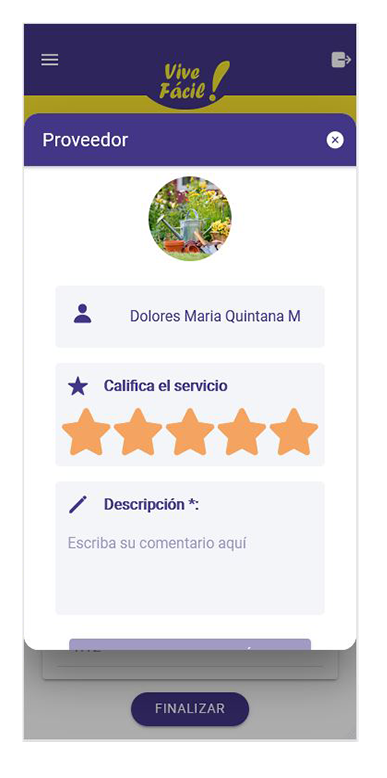 Vive
Fácil!
Proveedor
Dolores Maria Quintana M
Califica el servicio
Descripción *:
Escriba su comentario aquí
FINALIZAR